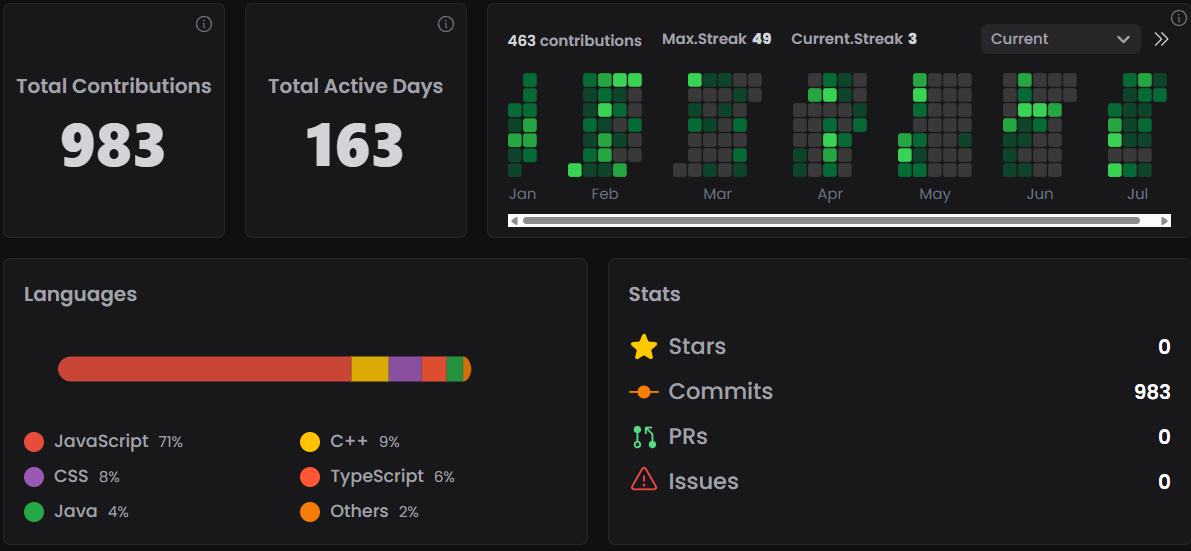 Total Contributions
983
Total Active Days
163
463 contributions Max.Streak 49 Current.Streak 3 Current
Jan Feb Mar Apr May Jun Jul
Languages
JavaScript 71% C++ 9%
CSS 8% TypeScript 6%
Java 4% Others 2%
Stats
Stars 0
Commits 983
PRs 0
Issues 0